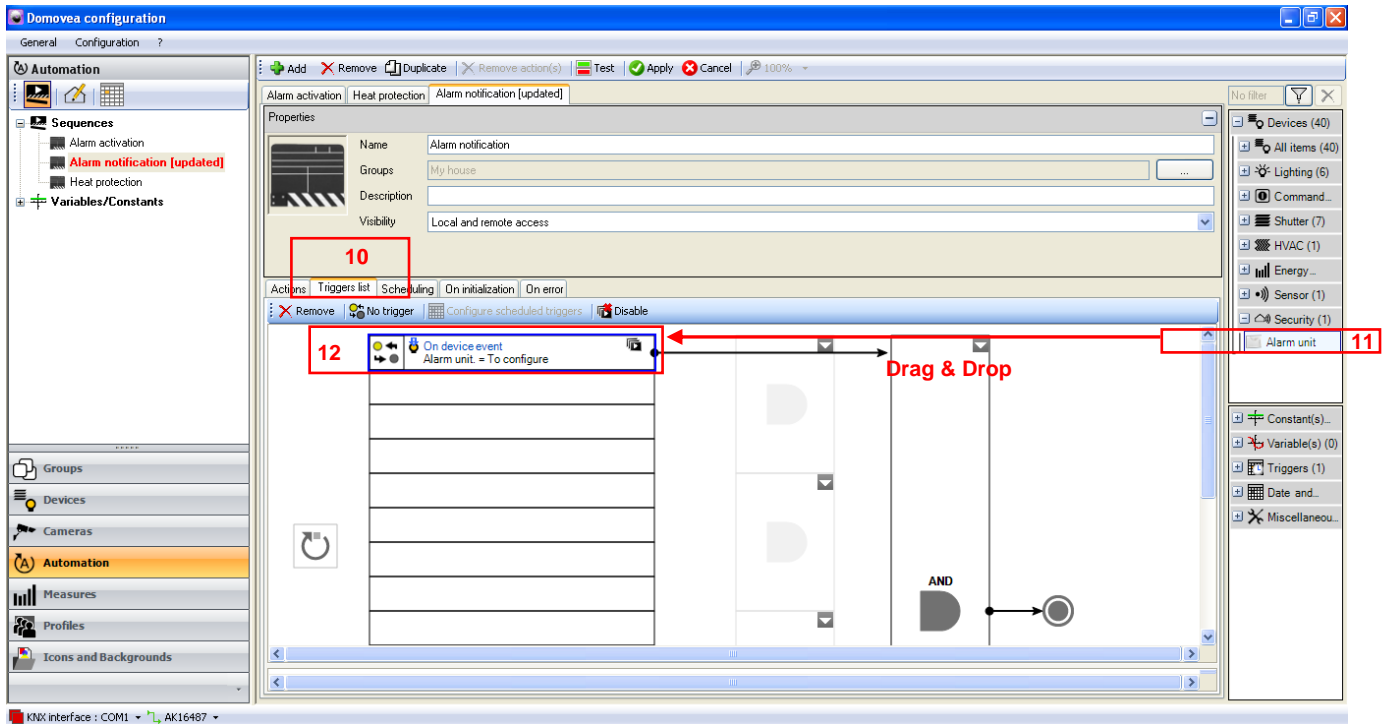 Domovea configuration
General Configuration ?
Automation
Sequences
Alarm activation
Alarm notification [updated]
Heat protection
Variables/Constants
Groups
Devices
Cameras
Automation
Measures
Profiles
Icons and Backgrounds
Add Remove Duplicate Remove action(s) Test Apply Cancel 100%
Alarm activation Heat protection Alarm notification [updated]
Properties
Name Alarm notification
Groups My house ...
Description
Visibility Local and remote access
10
Actions Triggers list Scheduling On initialization On error
Remove No trigger Configure scheduled triggers Disable
12
On device event
Alarm unit. = To configure
Drag & Drop
AND
No filter
Devices (40)
All items (40)
Lighting (6)
Command...
Shutter (7)
HVAC (1)
Energy...
Sensor (1)
Security (1)
Alarm unit 11
Constant(s)...
Variable(s) (0)
Triggers (1)
Date and...
Miscellaneou...
KNX interface : COM1 AK16487